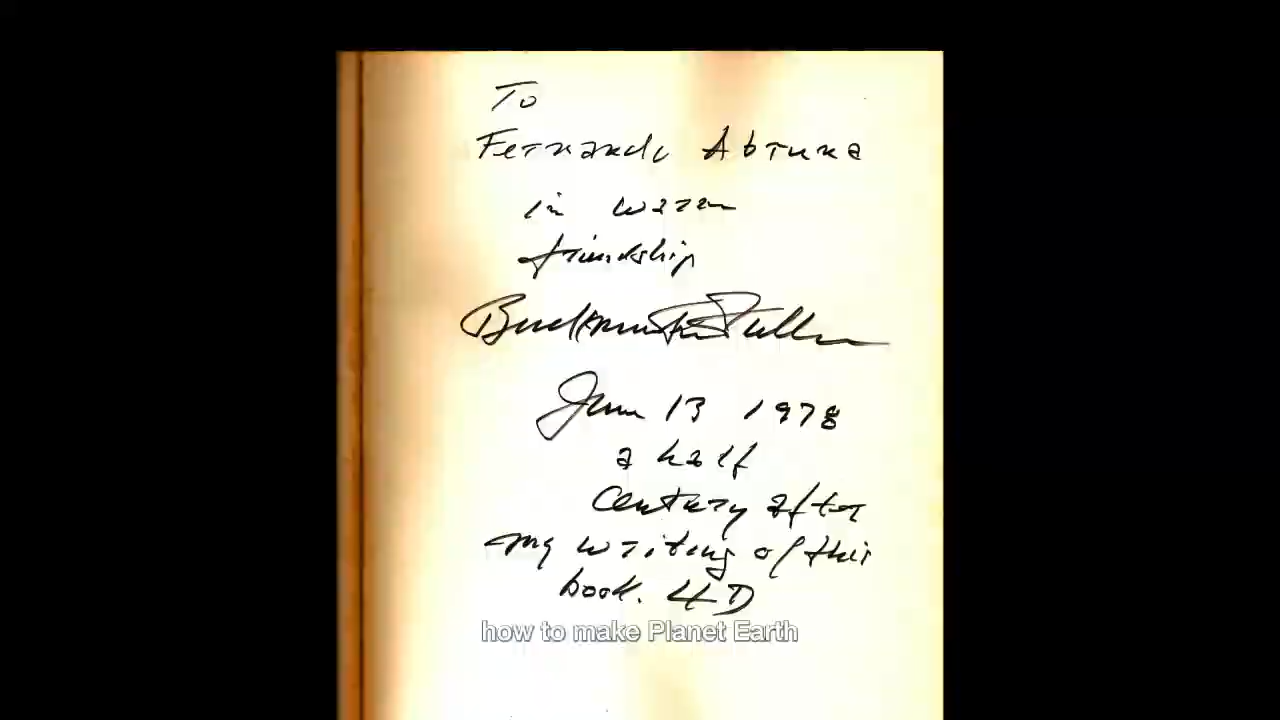 To
Fernando Abruna
in warm
friendship
Buckminster Fuller
June 13 1978
a half
century after
my writing of this
book. 4D
how to make Planet Earth